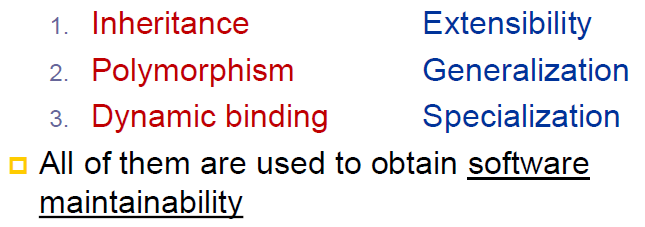 1. Inheritance Extensibility
2. Polymorphism Generalization
3. Dynamic binding Specialization
All of them are used to obtain software
maintainability